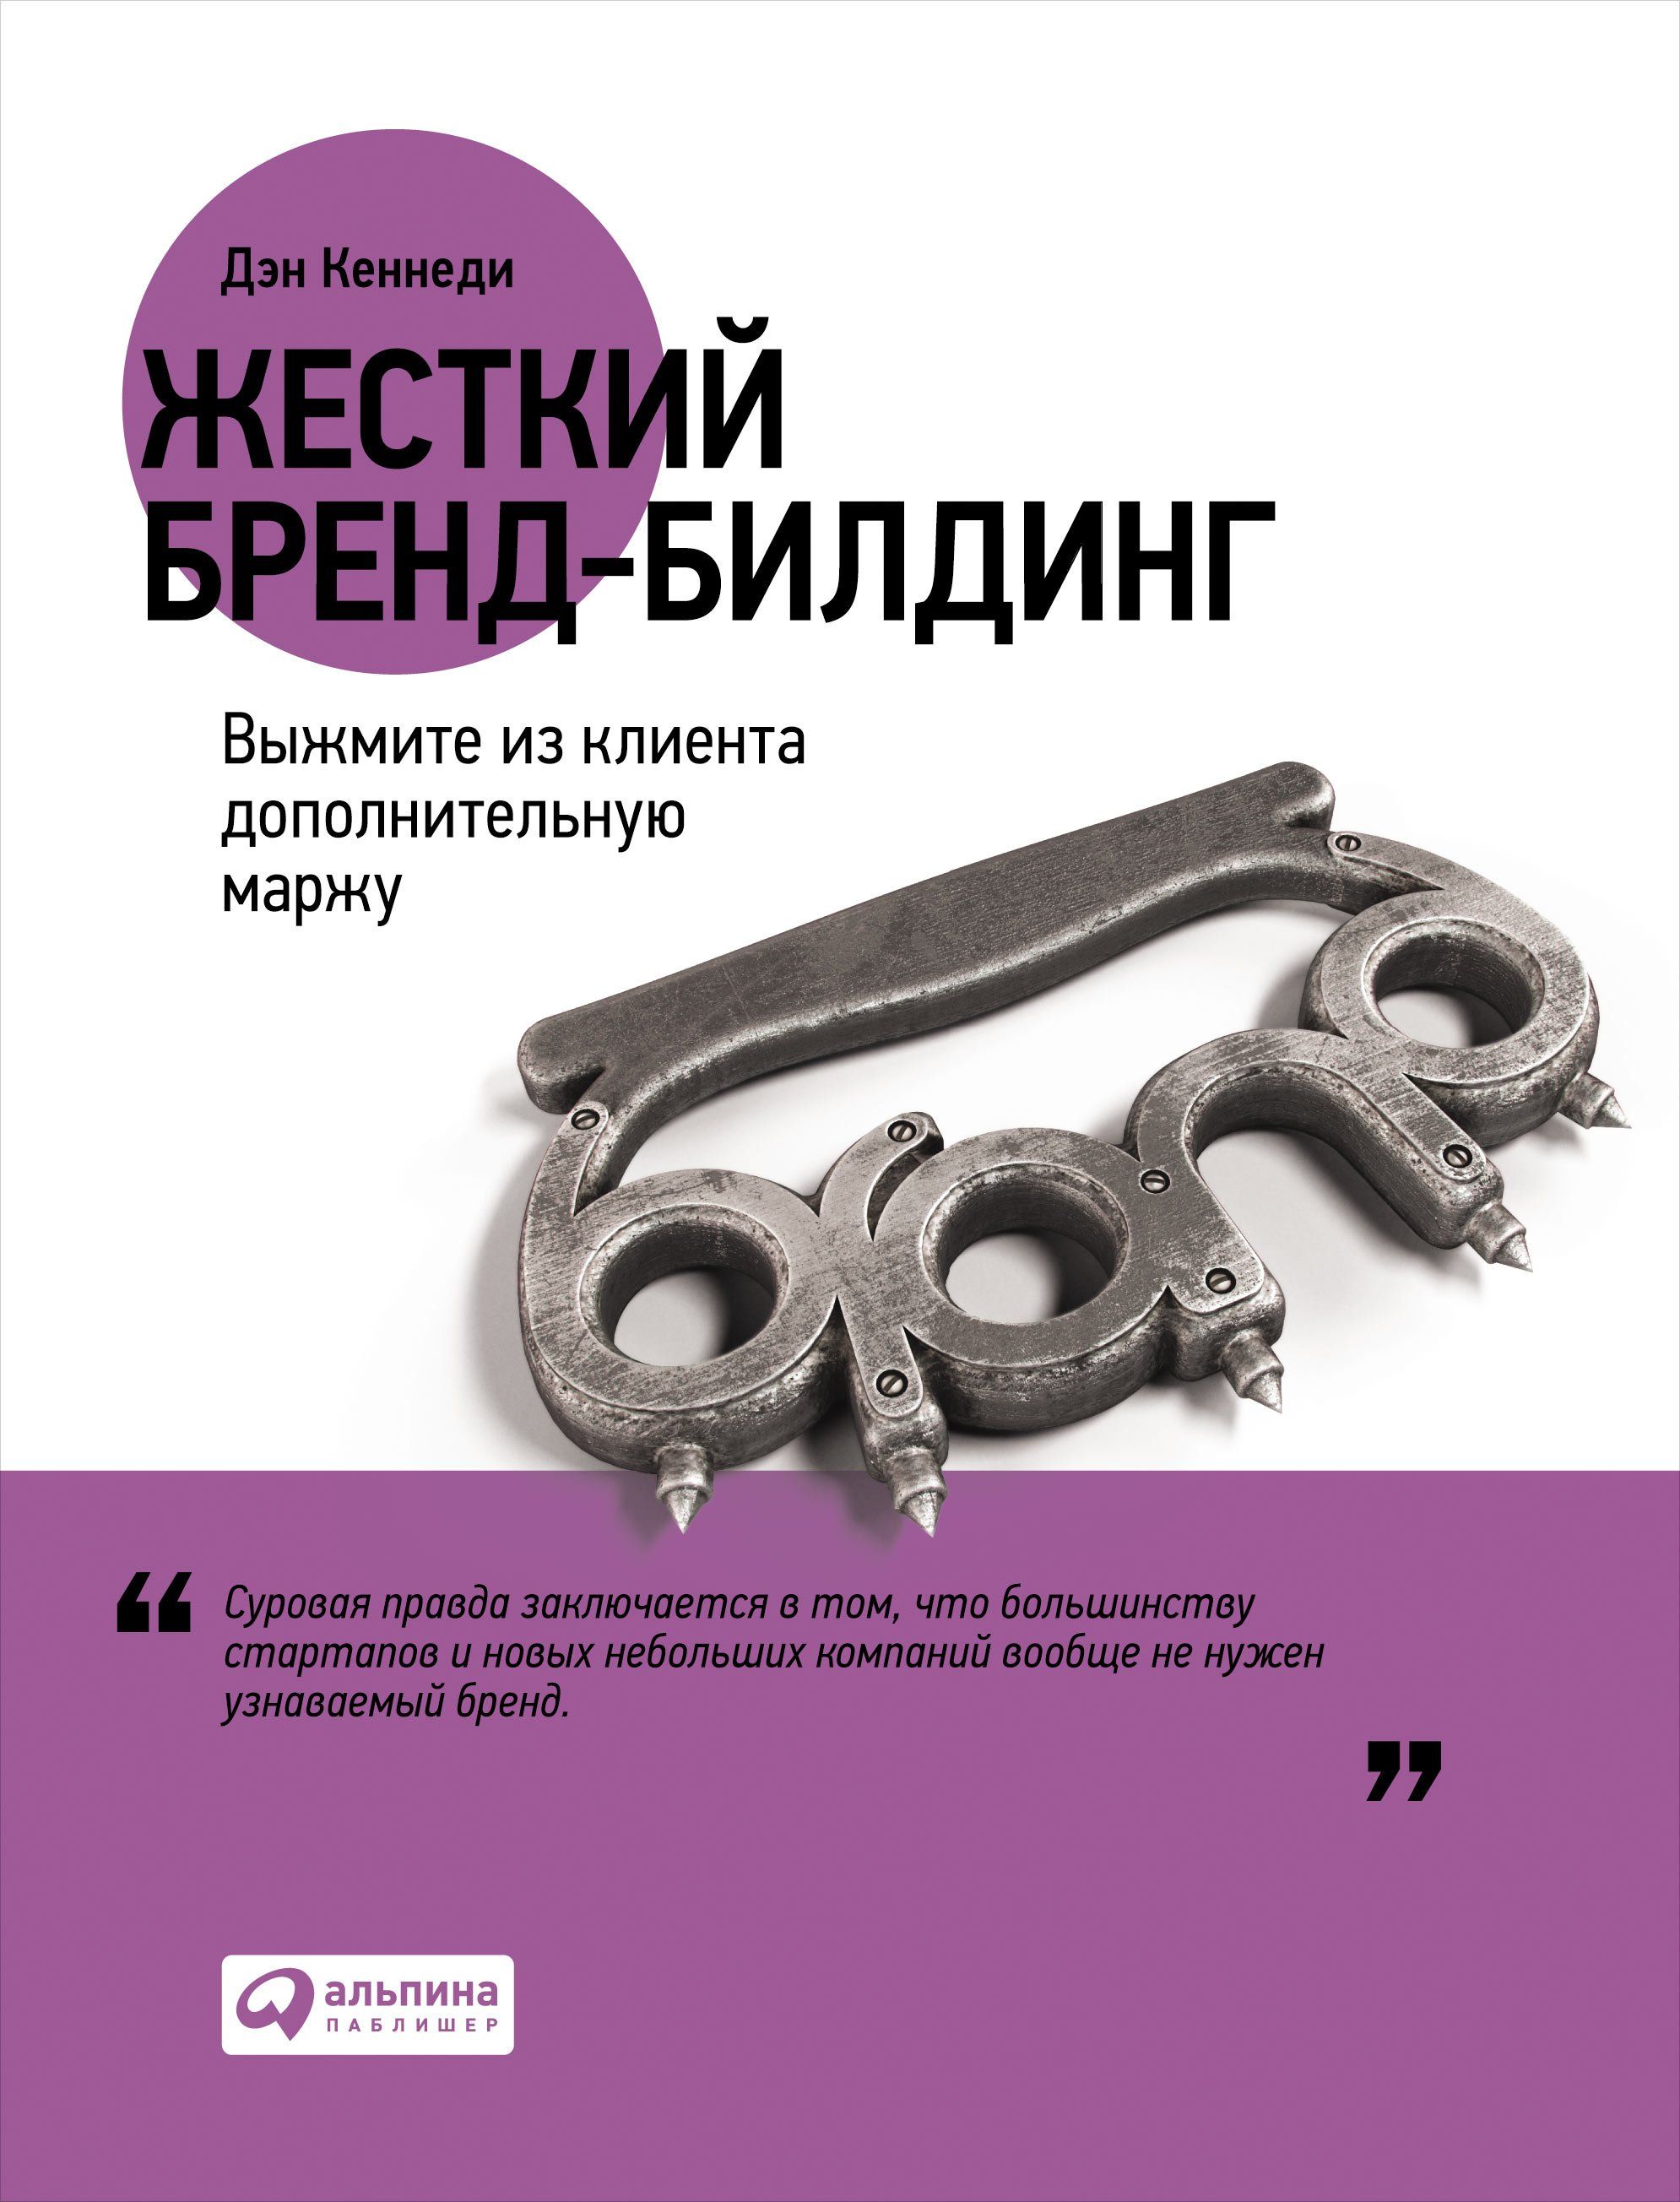 Дэн Кеннеди
ЖЕСТКИЙ
БРЕНД-БИЛДИНГ
Выжмите из клиента
дополнительную
маржу
brand
“ Суровая правда заключается в том, что большинству
стартапов и новых небольших компаний вообще не нужен
узнаваемый бренд.
”
альпина
ПАБЛИШЕР